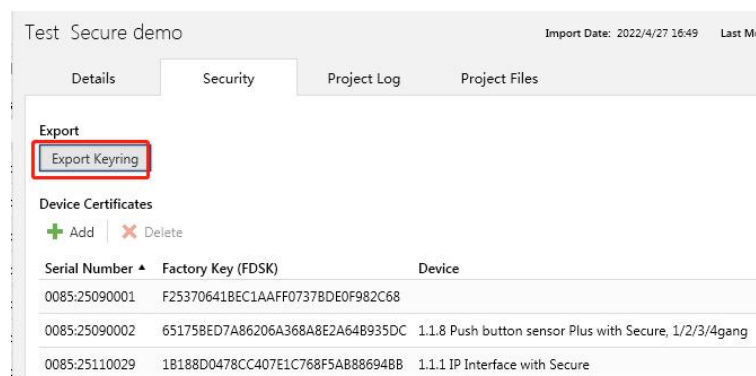 Test Secure demo Import Date: 2022/4/27 16:49 Last M
Details Security Project Log Project Files
Export
Export Keyring
Device Certificates
Add Delete
Serial Number Factory Key (FDSK) Device
0085:25090001 F25370641BEC1AAFF0737BDE0F982C68
0085:25090002 65175BED7A86206A368A8E2A64B935DC 1.1.8 Push button sensor Plus with Secure, 1/2/3/4gang
0085:25110029 1B188D0478CC407E1C768F5AB88694BB 1.1.1 IP Interface with Secure